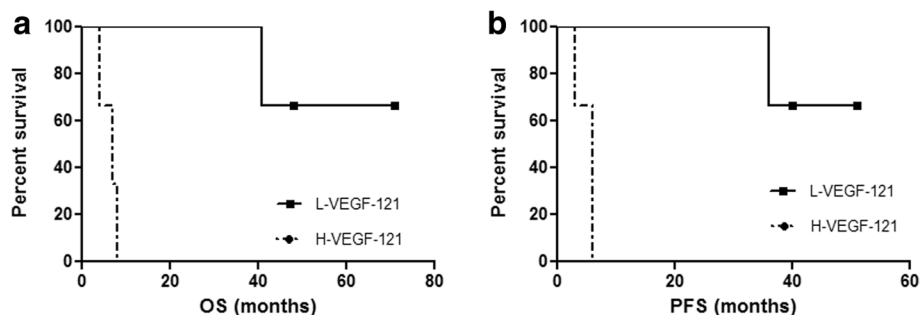 a
Percent survival
100
80
60
40
20
0
0 20 40 60 80
OS (months)
L-VEGF-121
H-VEGF-121
b
Percent survival
100
80
60
40
20
0
0 20 40 60
PFS (months)
L-VEGF-121
H-VEGF-121